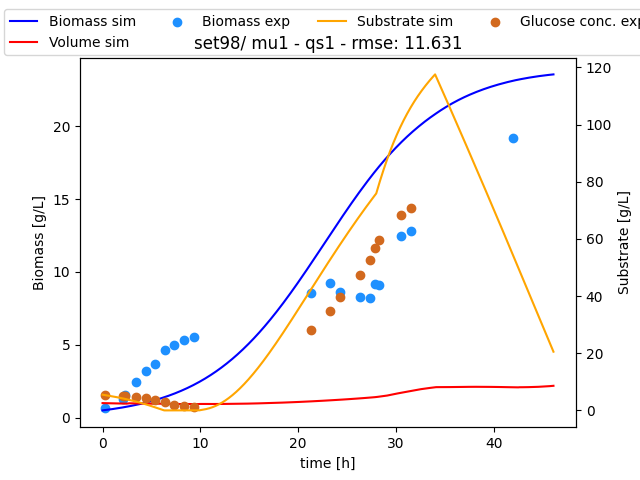 Biomass sim Biomass exp Substrate sim Glucose conc. exp
Volume sim
set98/ mu1 - qs1 - rmse: 11.631
Biomass [g/L]
20
15
10
5
0
120
100
80
60
40
20
0
Substrate [g/L]
0 10 20 30 40
time [h]